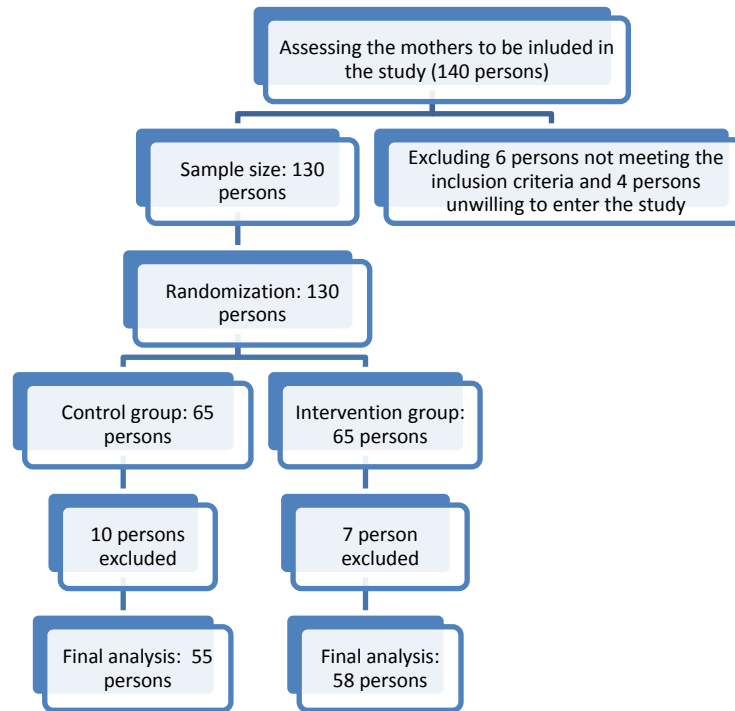 Assessing the mothers to be inluded in
the study (140 persons)
Sample size: 130
persons
Excluding 6 persons not meeting the
inclusion criteria and 4 persons
unwilling to enter the study
Randomization: 130
persons
Control group: 65
persons
Intervention group:
65 persons
10 persons
excluded
7 person
excluded
Final analysis:  55
persons
Final analysis:
58 persons